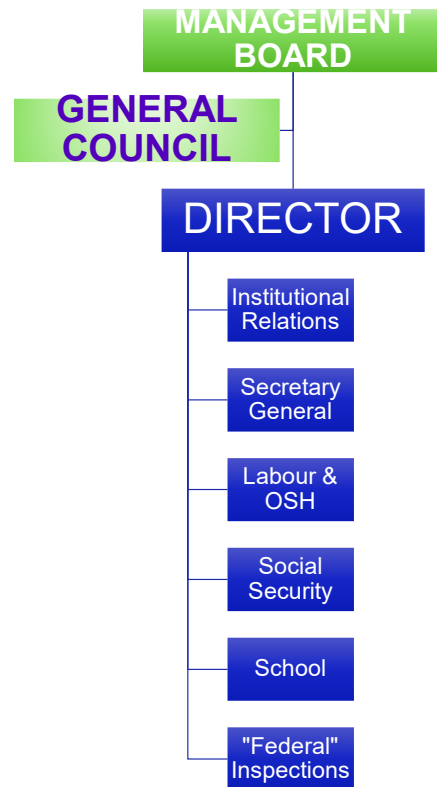 MANAGEMENT
BOARD
GENERAL
COUNCIL
DIRECTOR
Institutional
Relations
Secretary
General
Labour &
OSH
Social
Security
School
"Federal"
Inspections